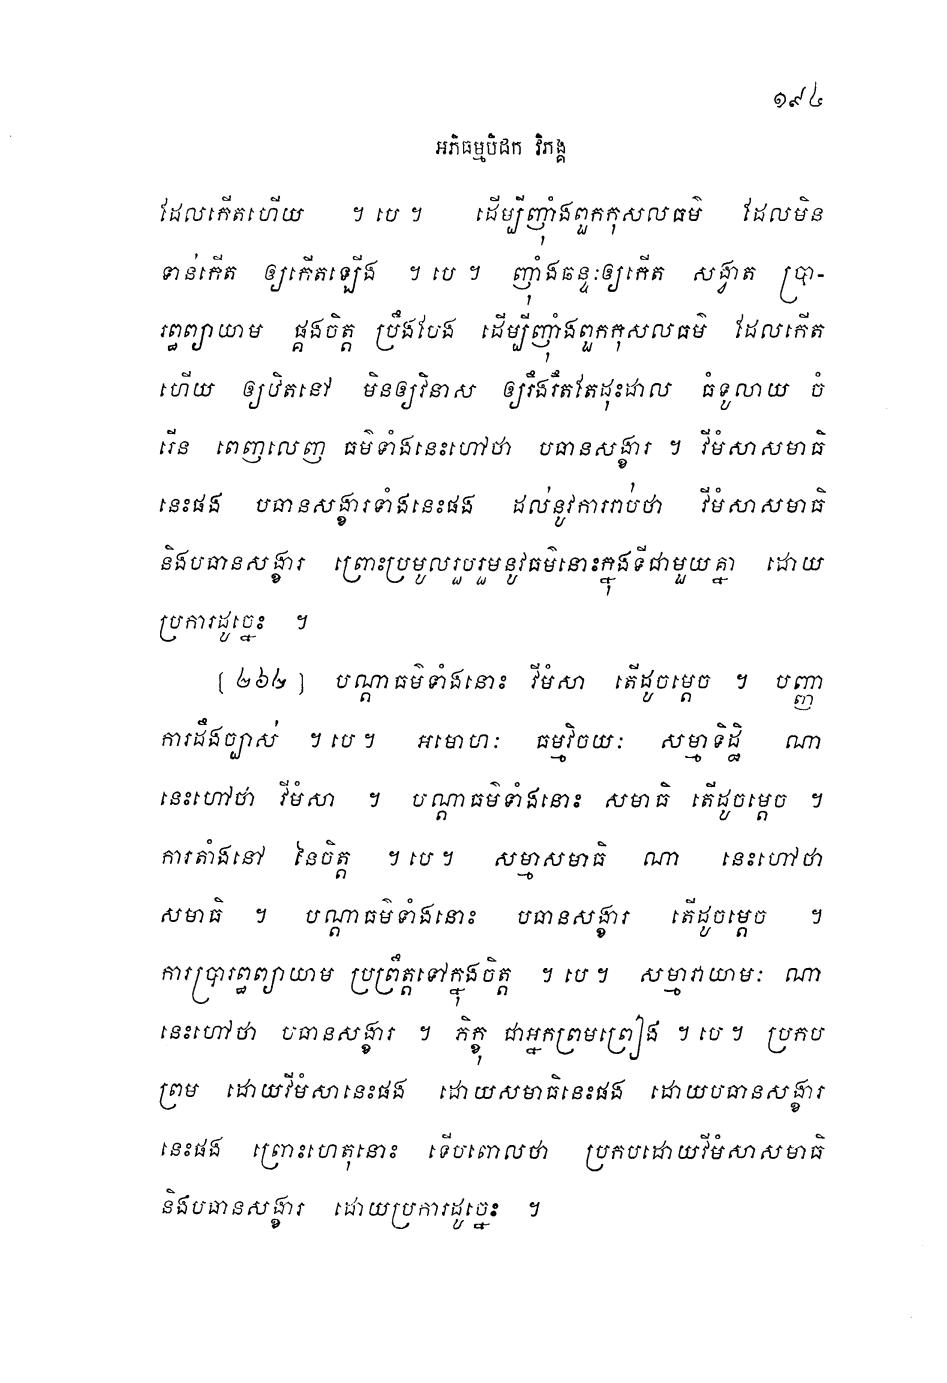 ១៩៤
អភិធម្មបិដក វិភង្គ
ដែលកើតហើយ ។ បេ ។ ដើម្បីញុំាងពួកកុសលធម៌ ដែលមិន
ទាន់កើត ឲ្យកើតឡើង ។ បេ ។ ញុំាងឆន្ទៈឲ្យកើត សង្វាត ប្រា-
រព្ធព្យាយាម ផ្គងចិត្ត ប្រឹងបែង ដើម្បីញុំាងពួកកុសលធម៌ ដែលកើត
ហើយ ឲ្យឋិតនៅ មិនឲ្យវិនាស ឲ្យរឹងរឹតតែដុះដាល ធំទូលាយ ចំ
រើន ពេញលេញ ធម៌ទាំងនេះហៅថា បធានសង្ខារ ។ វីមំសាសមាធិ
នេះផង បធានសង្ខារទាំងនេះផង ដល់នូវការរាប់ថា វីមំសាសមាធិ
និងបធានសង្ខារ ព្រោះប្រមូលរួបរួមនូវធម៌នោះក្នុងទីជាមួយគ្នា ដោយ
ប្រការដូច្នេះ ។
[ ២៦៤ ] បណ្តាធម៌ទាំងនោះ វីមំសា តើដូចម្តេច ។ បញ្ញា
ការដឹងច្បាស់ ។ បេ ។ អមោហៈ ធម្មវិចយៈ សម្មាទិដ្ឋិ ណា
នេះហៅថា វីមំសា ។ បណ្តាធម៌ទាំងនោះ សមាធិ តើដូចម្តេច ។
ការតាំងនៅ នៃចិត្ត ។ បេ ។ សម្មាសមាធិ ណា នេះហៅថា
សមាធិ ។ បណ្តាធម៌ទាំងនោះ បធានសង្ខារ តើដូចម្តេច ។
ការប្រារព្ធព្យាយាម ប្រព្រឹត្តទៅក្នុងចិត្ត ។ បេ ។ សម្មាវាយាមៈ ណា
នេះហៅថា បធានសង្ខារ ។ ភិក្ខុ ជាអ្នកព្រមព្រៀង ។ បេ ។ ប្រកប
ព្រម ដោយវីមំសានេះផង ដោយសមាធិនេះផង ដោយបធានសង្ខារ
នេះផង ព្រោះហេតុនោះ ទើបពោលថា ប្រកបដោយវីមំសាសមាធិ
និងបធានសង្ខារ ដោយប្រការដូច្នេះ ។